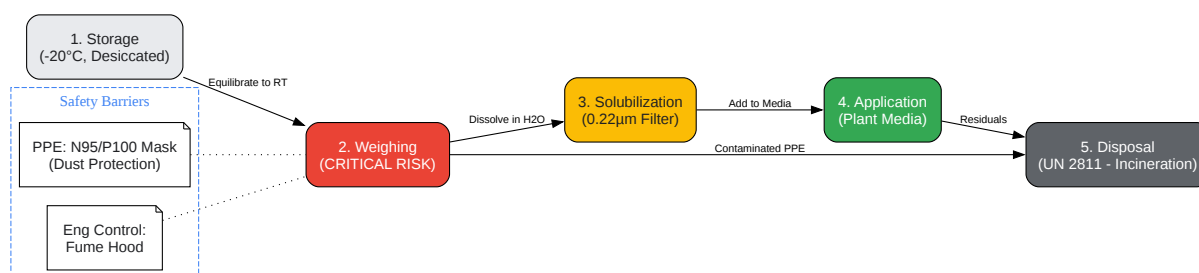 1. Storage
(-20°C, Desiccated)
Equilibrate to RT
Safety Barriers
PPE: N95/P100 Mask
(Dust Protection)
Eng Control:
Fume Hood
2. Weighing
(CRITICAL RISK)
Dissolve in H2O
3. Solubilization
(0.22µm Filter)
Add to Media
4. Application
(Plant Media)
Residuals
Contaminated PPE
5. Disposal
(UN 2811 - Incineration)